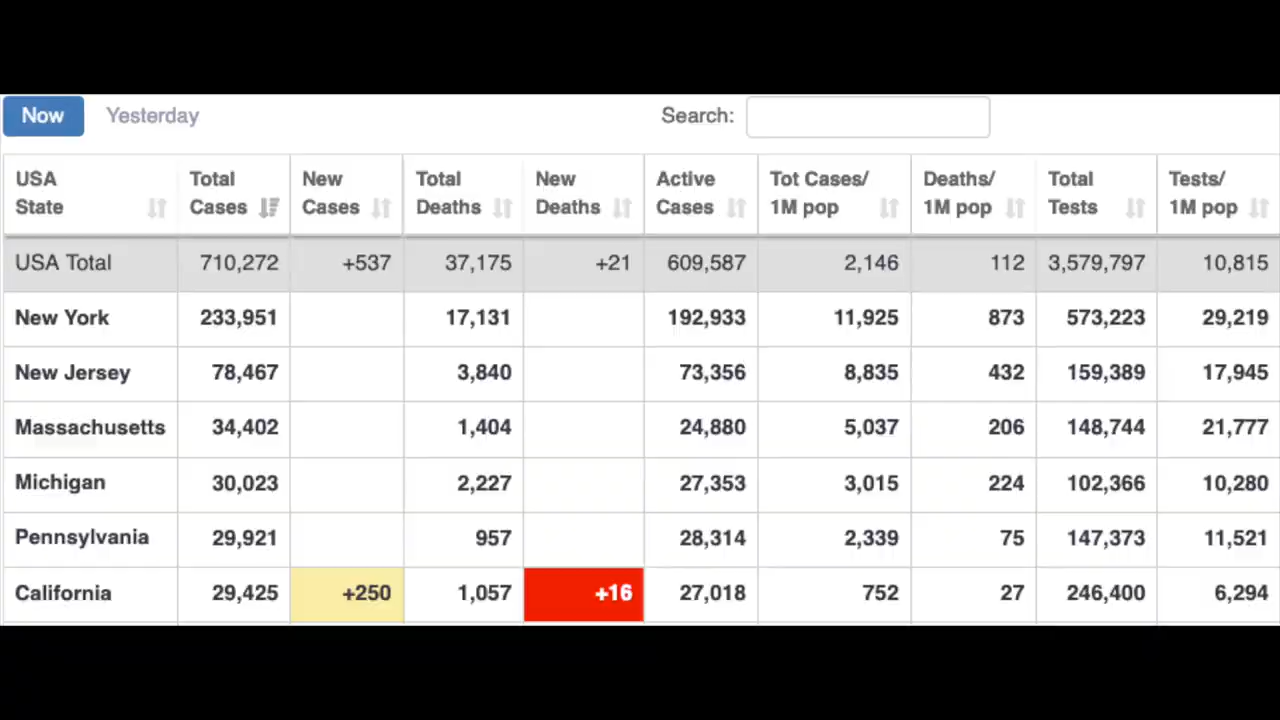 Now Yesterday Search:
USA State Total Cases New Cases Total Deaths New Deaths Active Cases Tot Cases/ 1M pop Deaths/ 1M pop Total Tests Tests/ 1M pop
USA Total 710,272 +537 37,175 +21 609,587 2,146 112 3,579,797 10,815
New York 233,951 17,131 192,933 11,925 873 573,223 29,219
New Jersey 78,467 3,840 73,356 8,835 432 159,389 17,945
Massachusetts 34,402 1,404 24,880 5,037 206 148,744 21,777
Michigan 30,023 2,227 27,353 3,015 224 102,366 10,280
Pennsylvania 29,921 957 28,314 2,339 75 147,373 11,521
California 29,425 +250 1,057 +16 27,018 752 27 246,400 6,294